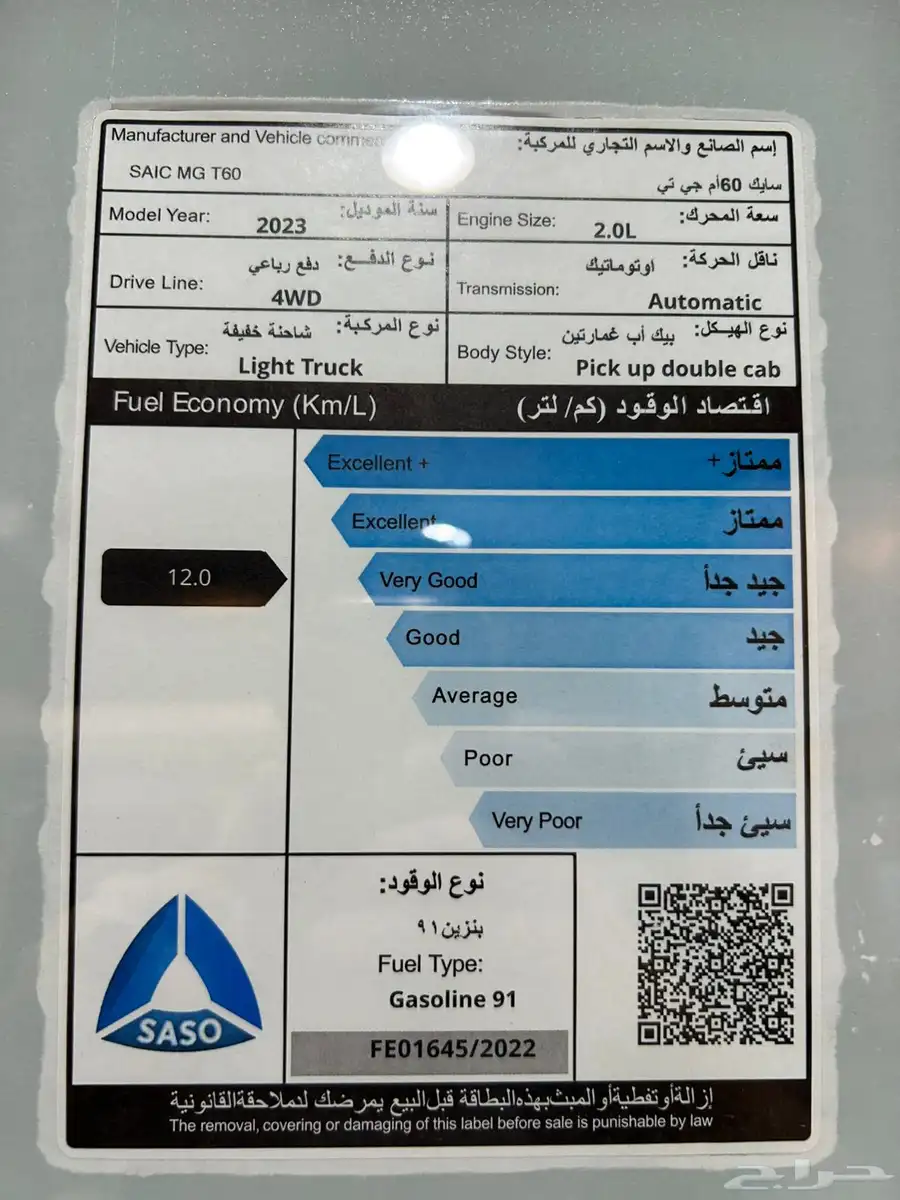 Manufacturer and Vehicle
إسم الصانع والاسم التجاري للمركبة:
SAIC MG T60
سايك 60أم جي تي
Model Year:
2023
سنة الموديل:
Engine Size:
2.0L
سعة المحرك:
Drive Line:
دفع رباعي
نوع الدفع:
4WD
Transmission:
اوتوماتيك
ناقل الحركة:
Automatic
Vehicle Type:
شاحنة خفيفة
نوع المركبة:
Light Truck
Body Style:
بيك أب غمارتين
نوع الهيكل:
Pick up double cab
Fuel Economy (Km/L)
اقتصاد الوقود (كم/ لتر)
Excellent +
ممتاز+
Excellent
ممتاز
12.0
Very Good
جيد جدأ
Good
جيد
Average
متوسط
Poor
سيئ
Very Poor
سيئ جدأ
SASO
نوع الوقود:
بنزين ٩١
Fuel Type:
Gasoline 91
FE01645/2022
إزالة أو تغطية أو العبث بهذه البطاقة قبل البيع يعرضك للملاحقة القانونية
The removal, covering or damaging of this label before sale is punishable by law
حراج